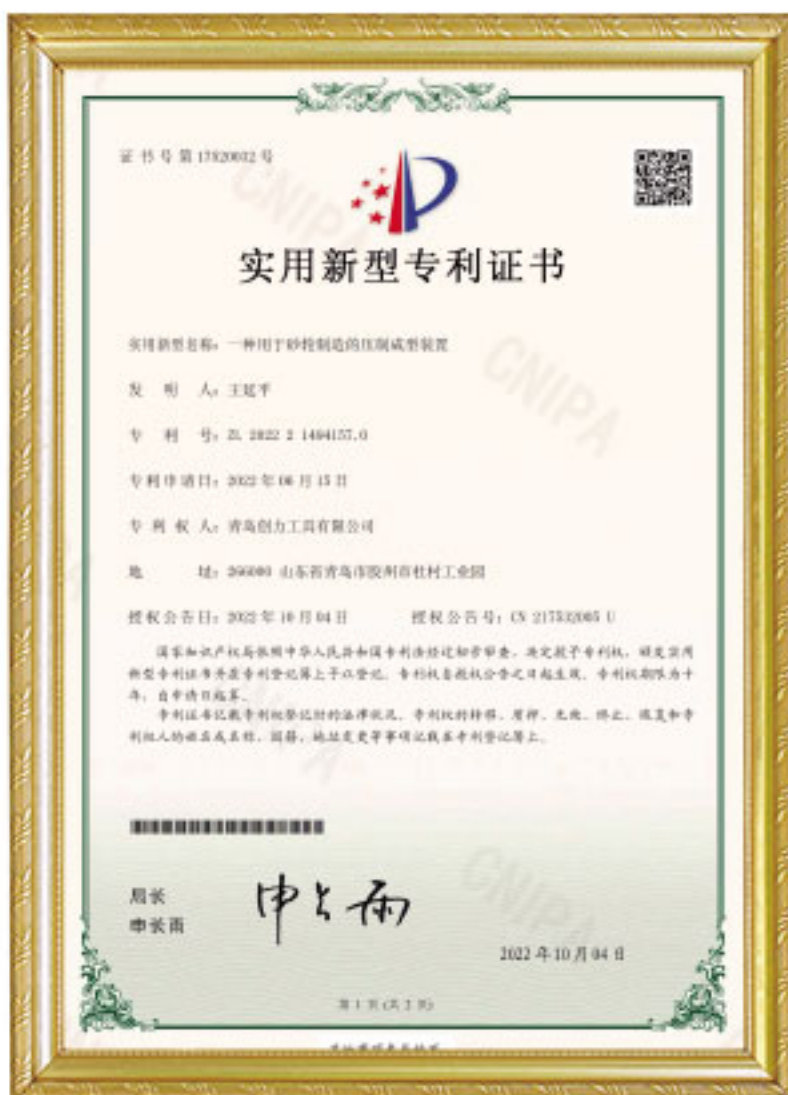 证书号第17820032号
实用新型专利证书
实用新型名称：一种用于砂轮制造的压制成型装置
发 明 人：王延平
专 利 号：ZL 2022 2 1484157.0
专利申请日：2022年06月15日
专 利 权 人：青岛创力工具有限公司
地 址：266000 山东省青岛市胶州市杜村工业园
授权公告日：2022年10月04日 授权公告号：CN 217532005 U
国家知识产权局依照中华人民共和国专利法经过初步审查，决定授予专利权，颁发实用
新型专利证书并在专利登记簿上予以登记。专利权自授权公告之日起生效。专利权期限为十
年，自申请日起算。
专利证书记载专利权登记时的法律状况。专利权的转移、质押、无效、终止、恢复和专
利权人的姓名或名称、国籍、地址变更等事项记载在专利登记簿上。
局长
申长雨
申长雨
2022年10月04日
第 1 页 (共 2 页)
CNIPA
CNIPA
CNIPA